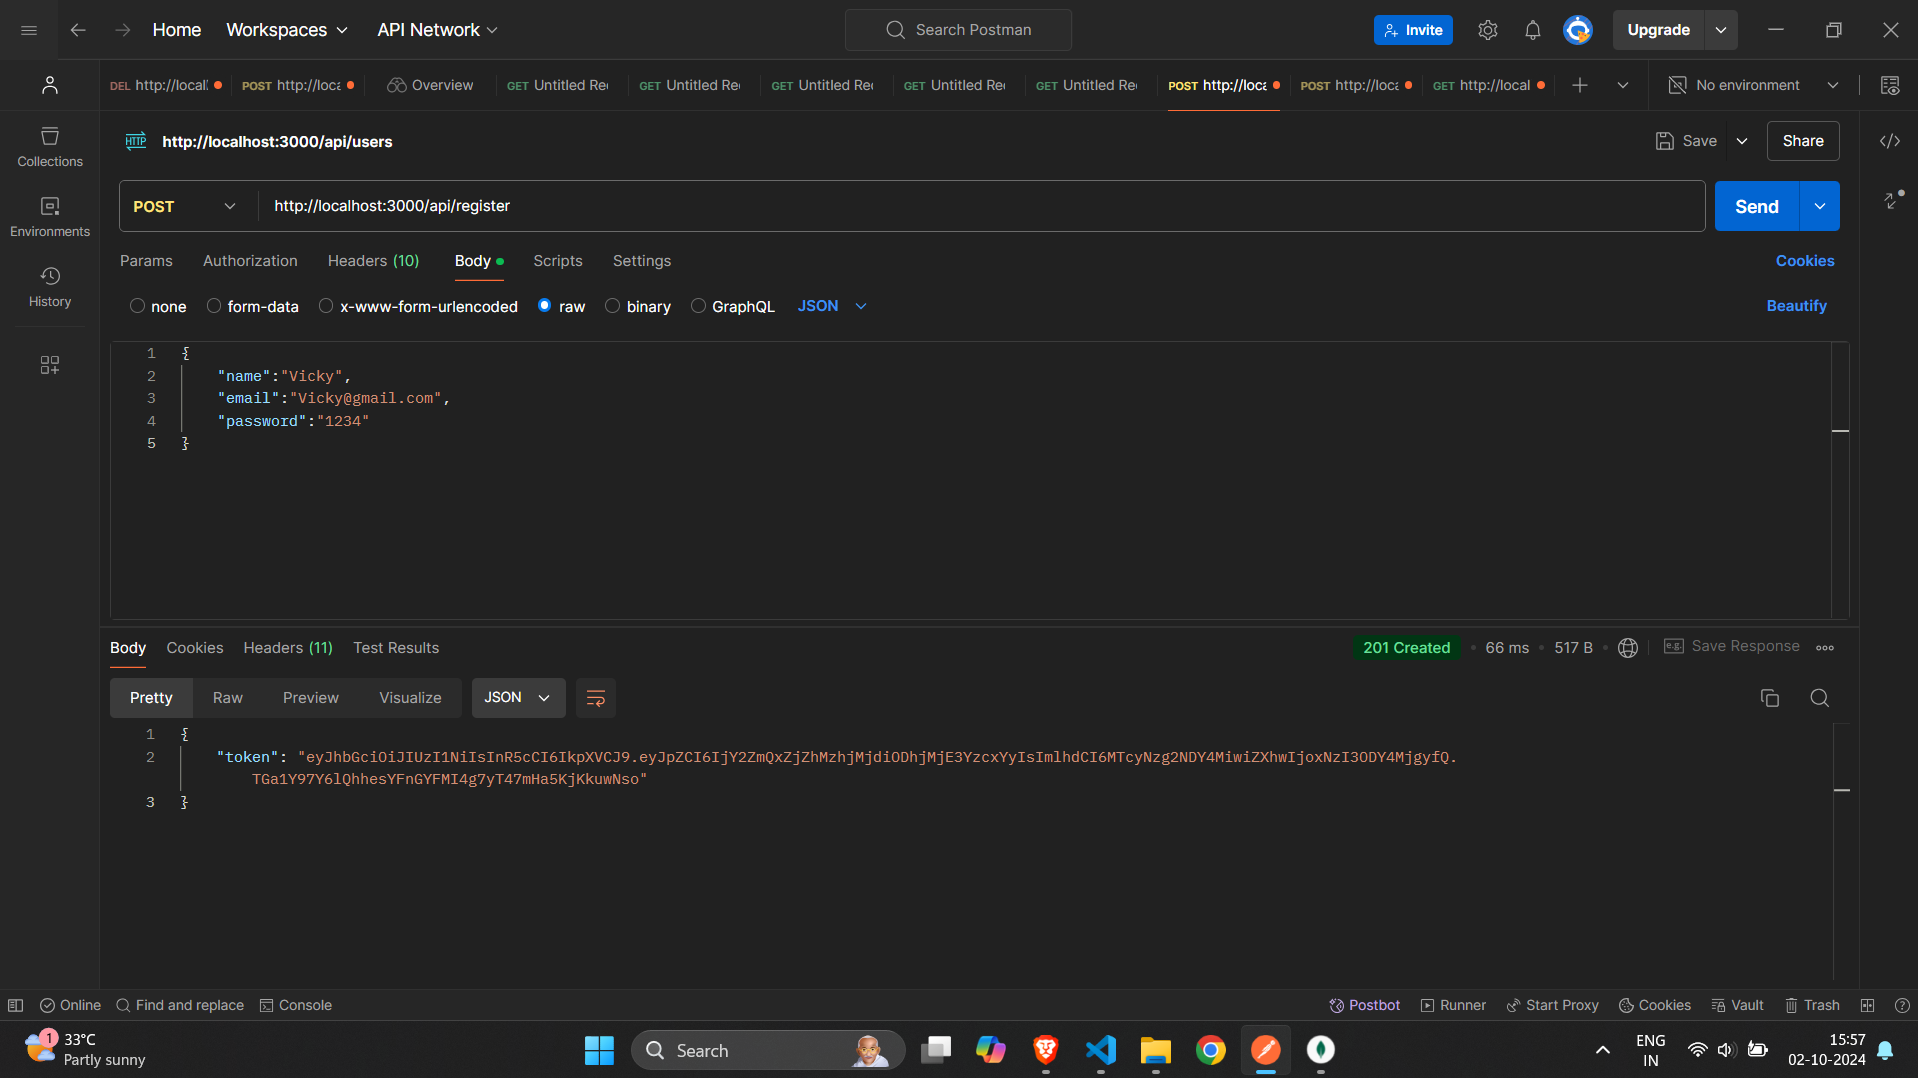 Home Workspaces API Network Search Postman Invite Upgrade
DEL http://locall POST http://loca Overview GET Untitled Rec GET Untitled Rec GET Untitled Rec GET Untitled Rec GET Untitled Rec POST http://loca POST http://loca GET http://local No environment
HTTP http://localhost:3000/api/users Save Share
Collections
Environments
History
POST http://localhost:3000/api/register Send
Params Authorization Headers (10) Body Scripts Settings Cookies
none form-data x-www-form-urlencoded raw binary GraphQL JSON Beautify
1 {
2 "name":"Vicky",
3 "email":"Vicky@gmail.com",
4 "password":"1234"
5 }
Body Cookies Headers (11) Test Results 201 Created 66 ms 517 B e.g. Save Response
Pretty Raw Preview Visualize JSON
1 {
2 "token": "eyJhbGciOiJIUzI1NiIsInR5cCI6IkpXVCJ9.eyJpZCI6IjY2ZmQxZjZhMzhjMjdiODhjMjE3YzcxYyIsImlhdCI6MTcyNzg2NDY4MiwiZXhwIjoxNzI3ODY4MjgyfQ.
TGa1Y97Y6lQhhesYFnGYFMI4g7yT47mHa5KjKkuwNso"
3 }
Online Find and replace Console Postbot Runner Start Proxy Cookies Vault Trash
1 33°C
Partly sunny
Search
ENG
IN
15:57
02-10-2024